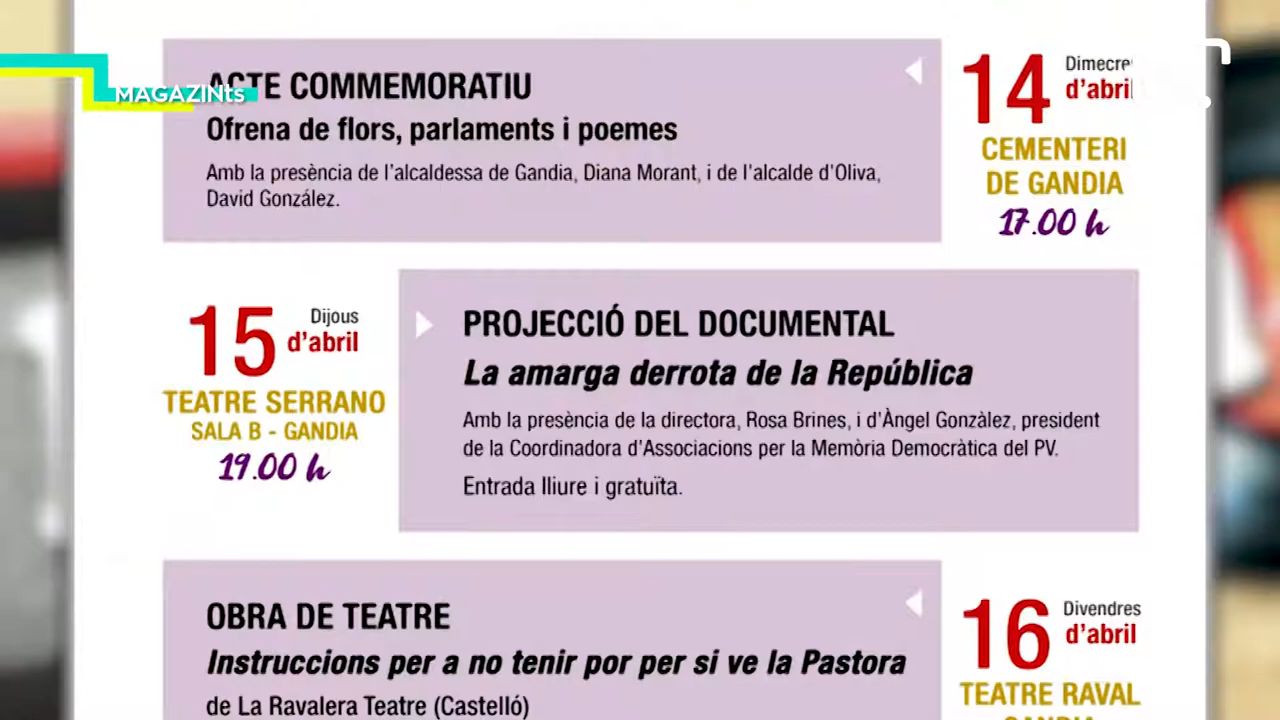 MAGAZINts
ACTE COMMEMORATIU
Ofrena de flors, parlaments i poemes
Amb la presència de l'alcaldessa de Gandia, Diana Morant, i de l'alcalde d'Oliva,
David González.
14 Dimecres
d'abril
CEMENTERI
DE GANDIA
17.00 h
15 Dijous
d'abril
TEATRE SERRANO
SALA B - GANDIA
19.00 h
PROJECCIÓ DEL DOCUMENTAL
La amarga derrota de la República
Amb la presència de la directora, Rosa Brines, i d'Àngel Gonzàlez, president
de la Coordinadora d'Associacions per la Memòria Democràtica del PV.
Entrada lliure i gratuïta.
OBRA DE TEATRE
Instruccions per a no tenir por per si ve la Pastora
de La Ravalera Teatre (Castelló)
16 Divendres
d'abril
TEATRE RAVAL
GANDIA